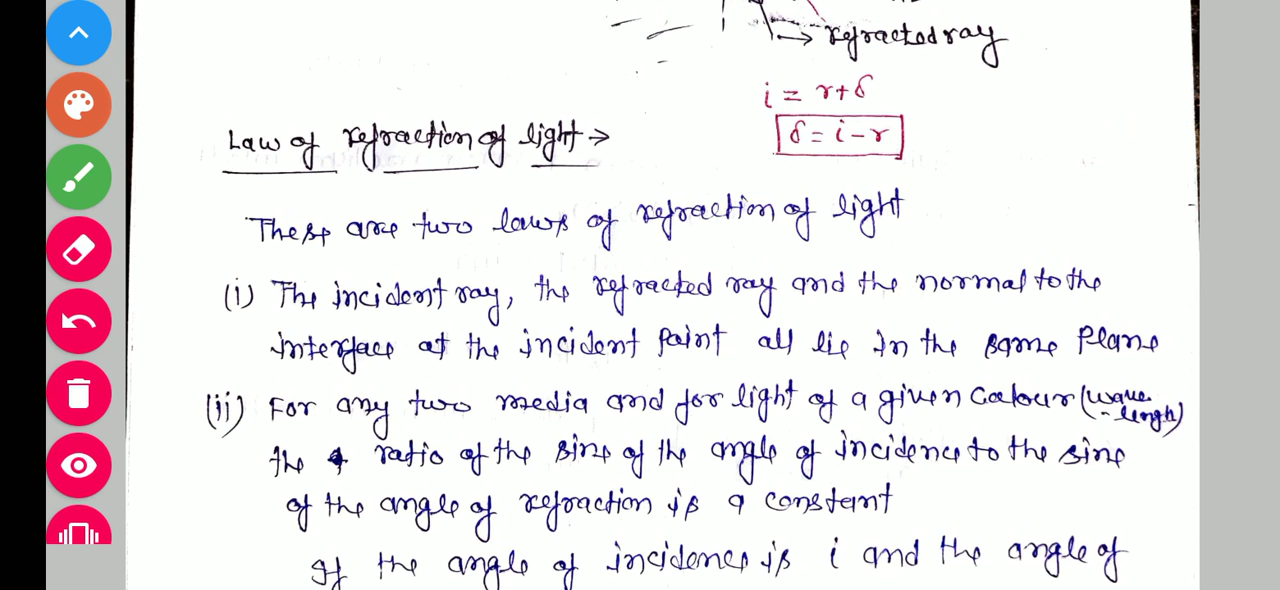 → refracted ray
i = r+δ
δ = i-r
Law of refraction of light →
These are two laws of refraction of light
(i) The incident ray, the refracted ray and the normal to the
interface at the incident point all lie in the same plane
(ii) For any two media and for light of a given colour (wave
-lengh)
the ratio of the sine of the angle of incidence to the sine
of the angle of refraction is a constant
If the angle of incidence is i and the angle of